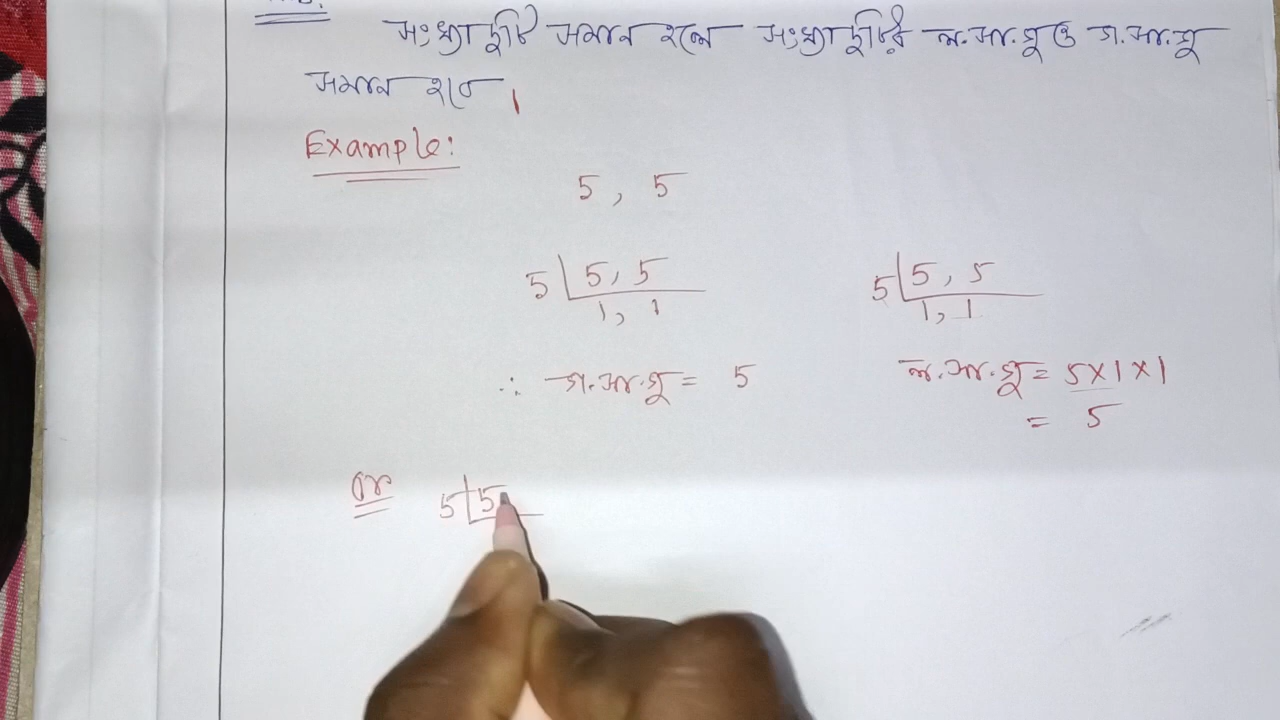 সংখ্যা দুটি সমান হলে সংখ্যা দুটির ল.সা.গু ও গ.সা.গু
সমান হবে।
Example:
5, 5
5 5, 5
1, 1
5 5, 5
1, 1
∴ গ.সা.গু = 5
ল.সা.গু = 5×1×1
= 5
Or 5 5